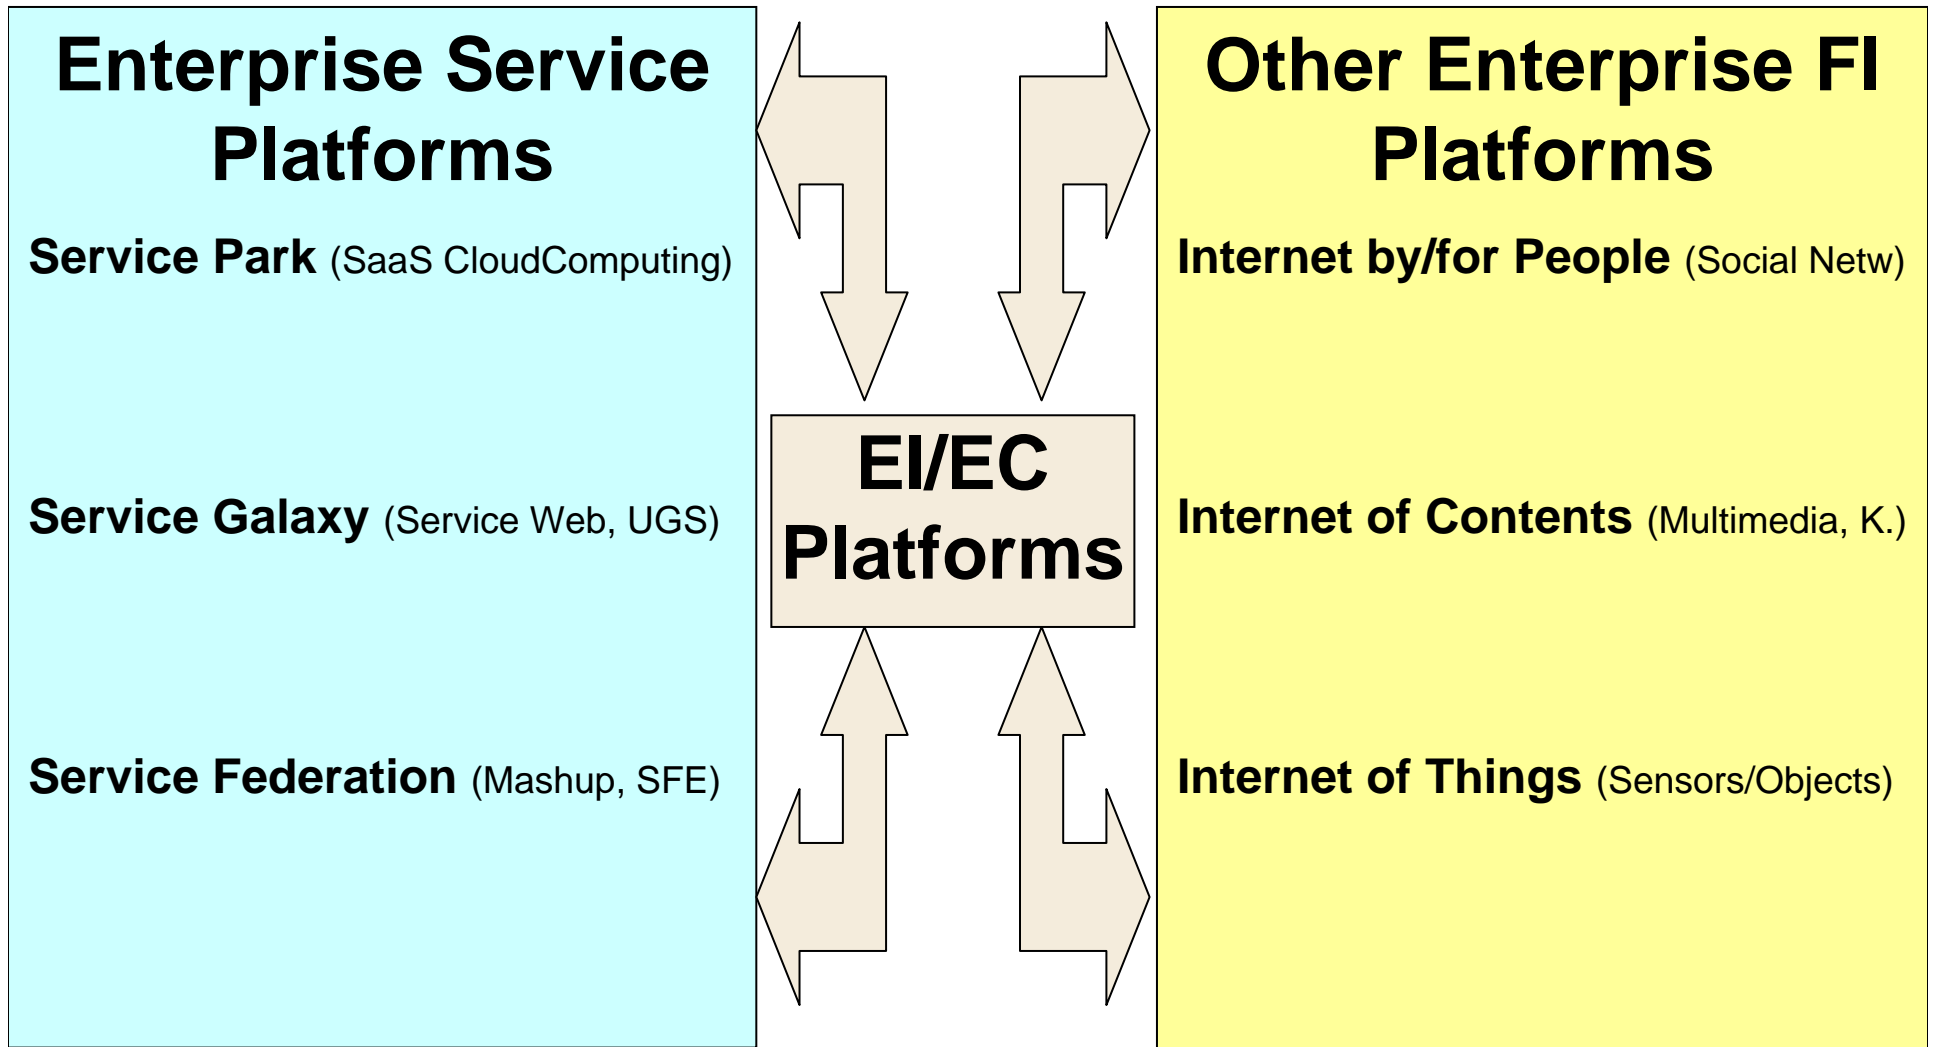 Enterprise Service
Platforms
Service Park (SaaS CloudComputing)
Service Galaxy (Service Web, UGS)
Service Federation (Mashup, SFE)
EI/EC
Platforms
Other Enterprise FI
Platforms
Internet by/for People (Social Netw)
Internet of Contents (Multimedia, K.)
Internet of Things (Sensors/Objects)